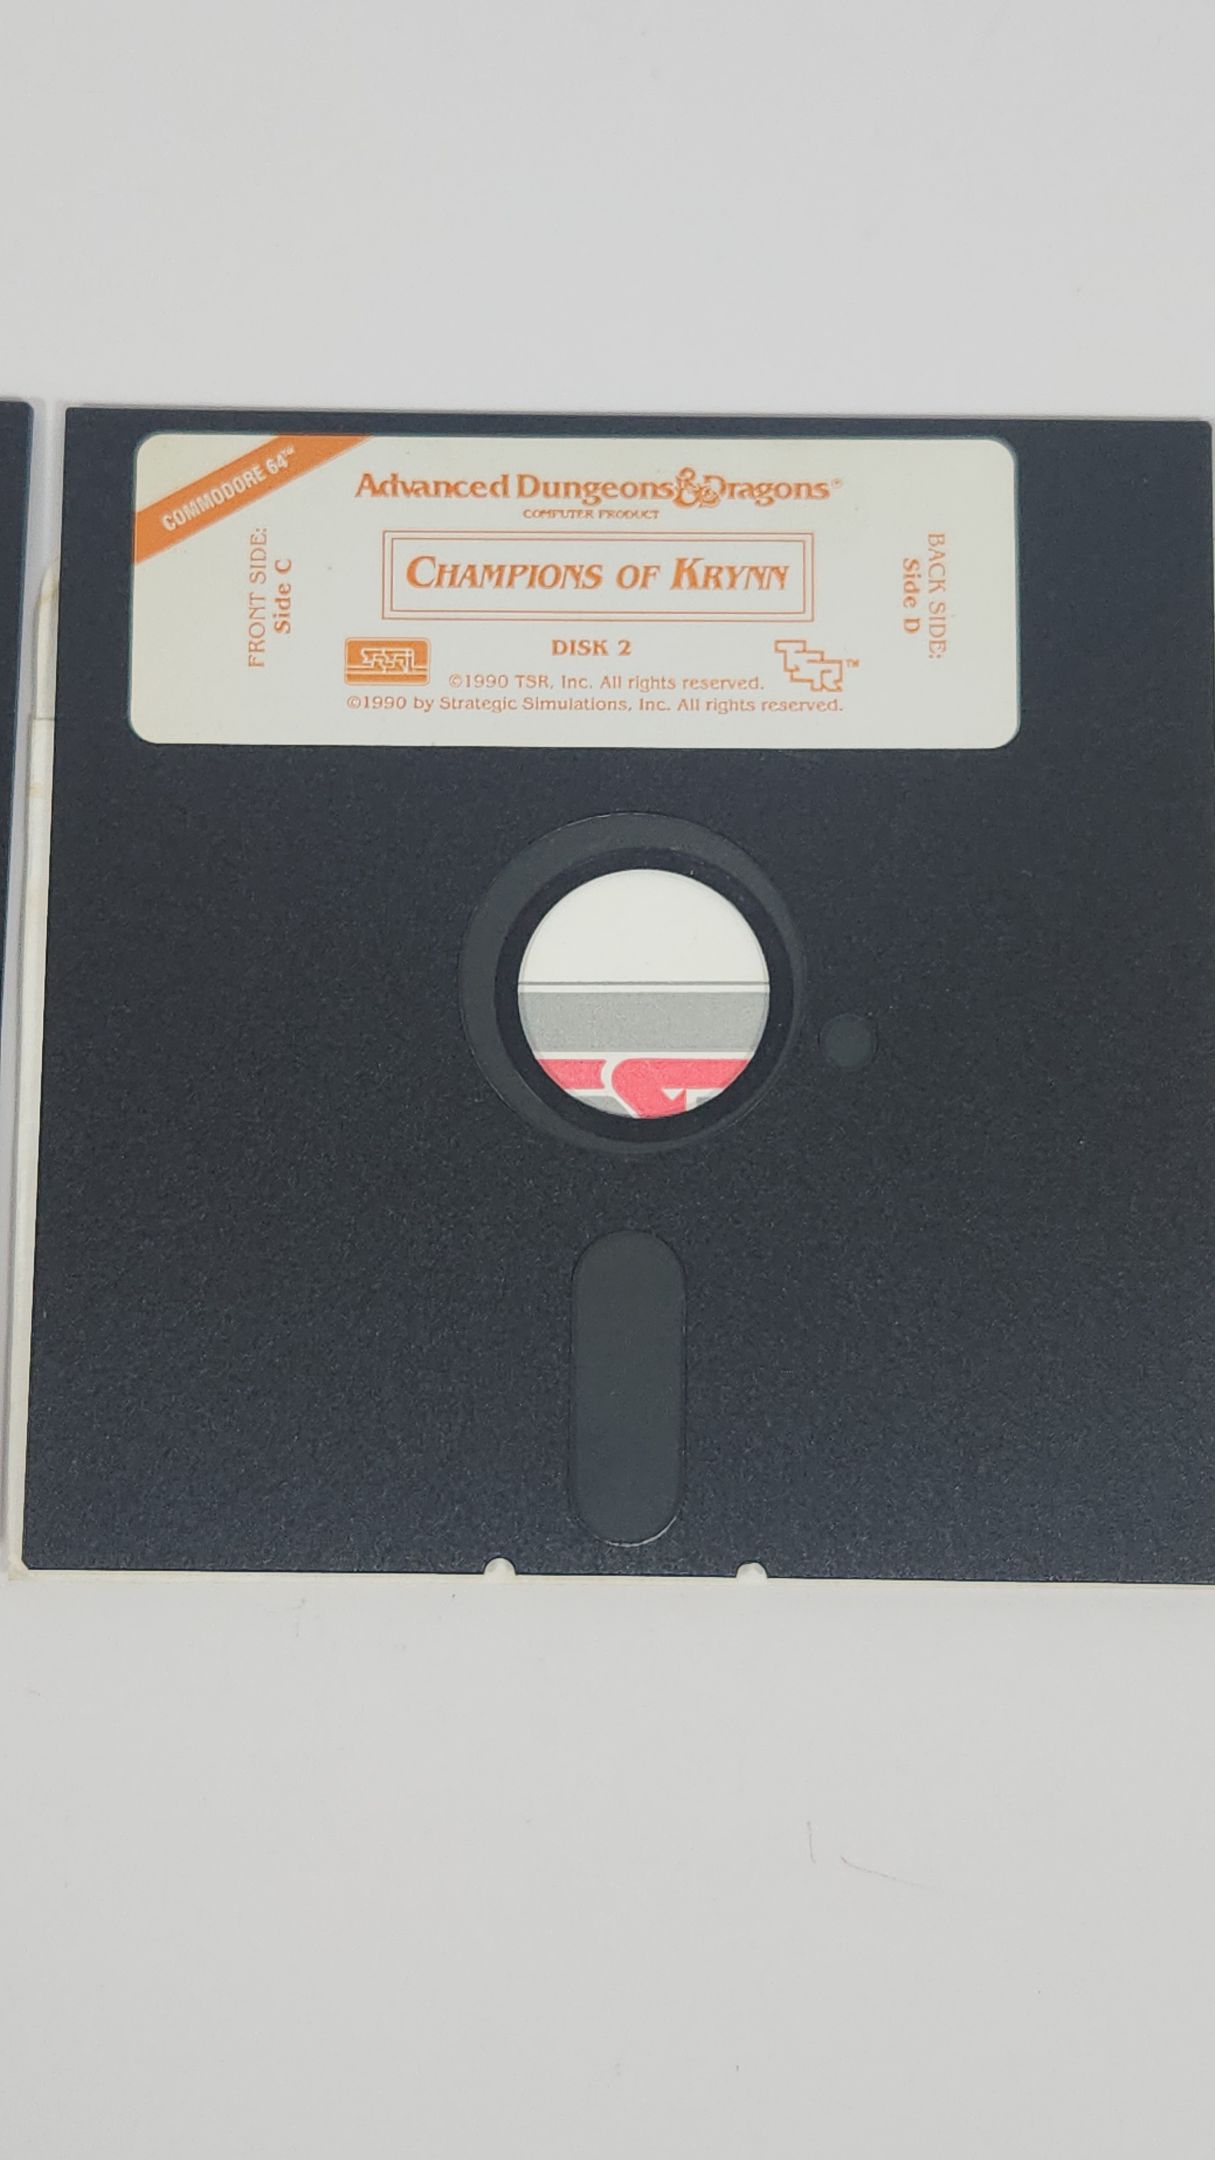 COMMODORE 64™
Advanced Dungeons & Dragons®
COMPUTER PRODUCT
CHAMPIONS OF KRYNN
FRONT SIDE:
Side C
BACK SIDE:
Side D
DISK 2
SSI
TSR™
©1990 TSR, Inc. All rights reserved.
©1990 by Strategic Simulations, Inc. All rights reserved.